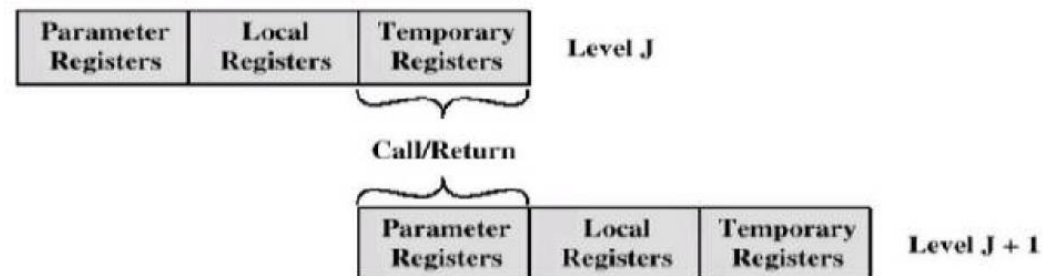 Parameter Registers
Local Registers
Temporary Registers
Level J
Call/Return
Parameter Registers
Local Registers
Temporary Registers
Level J + 1